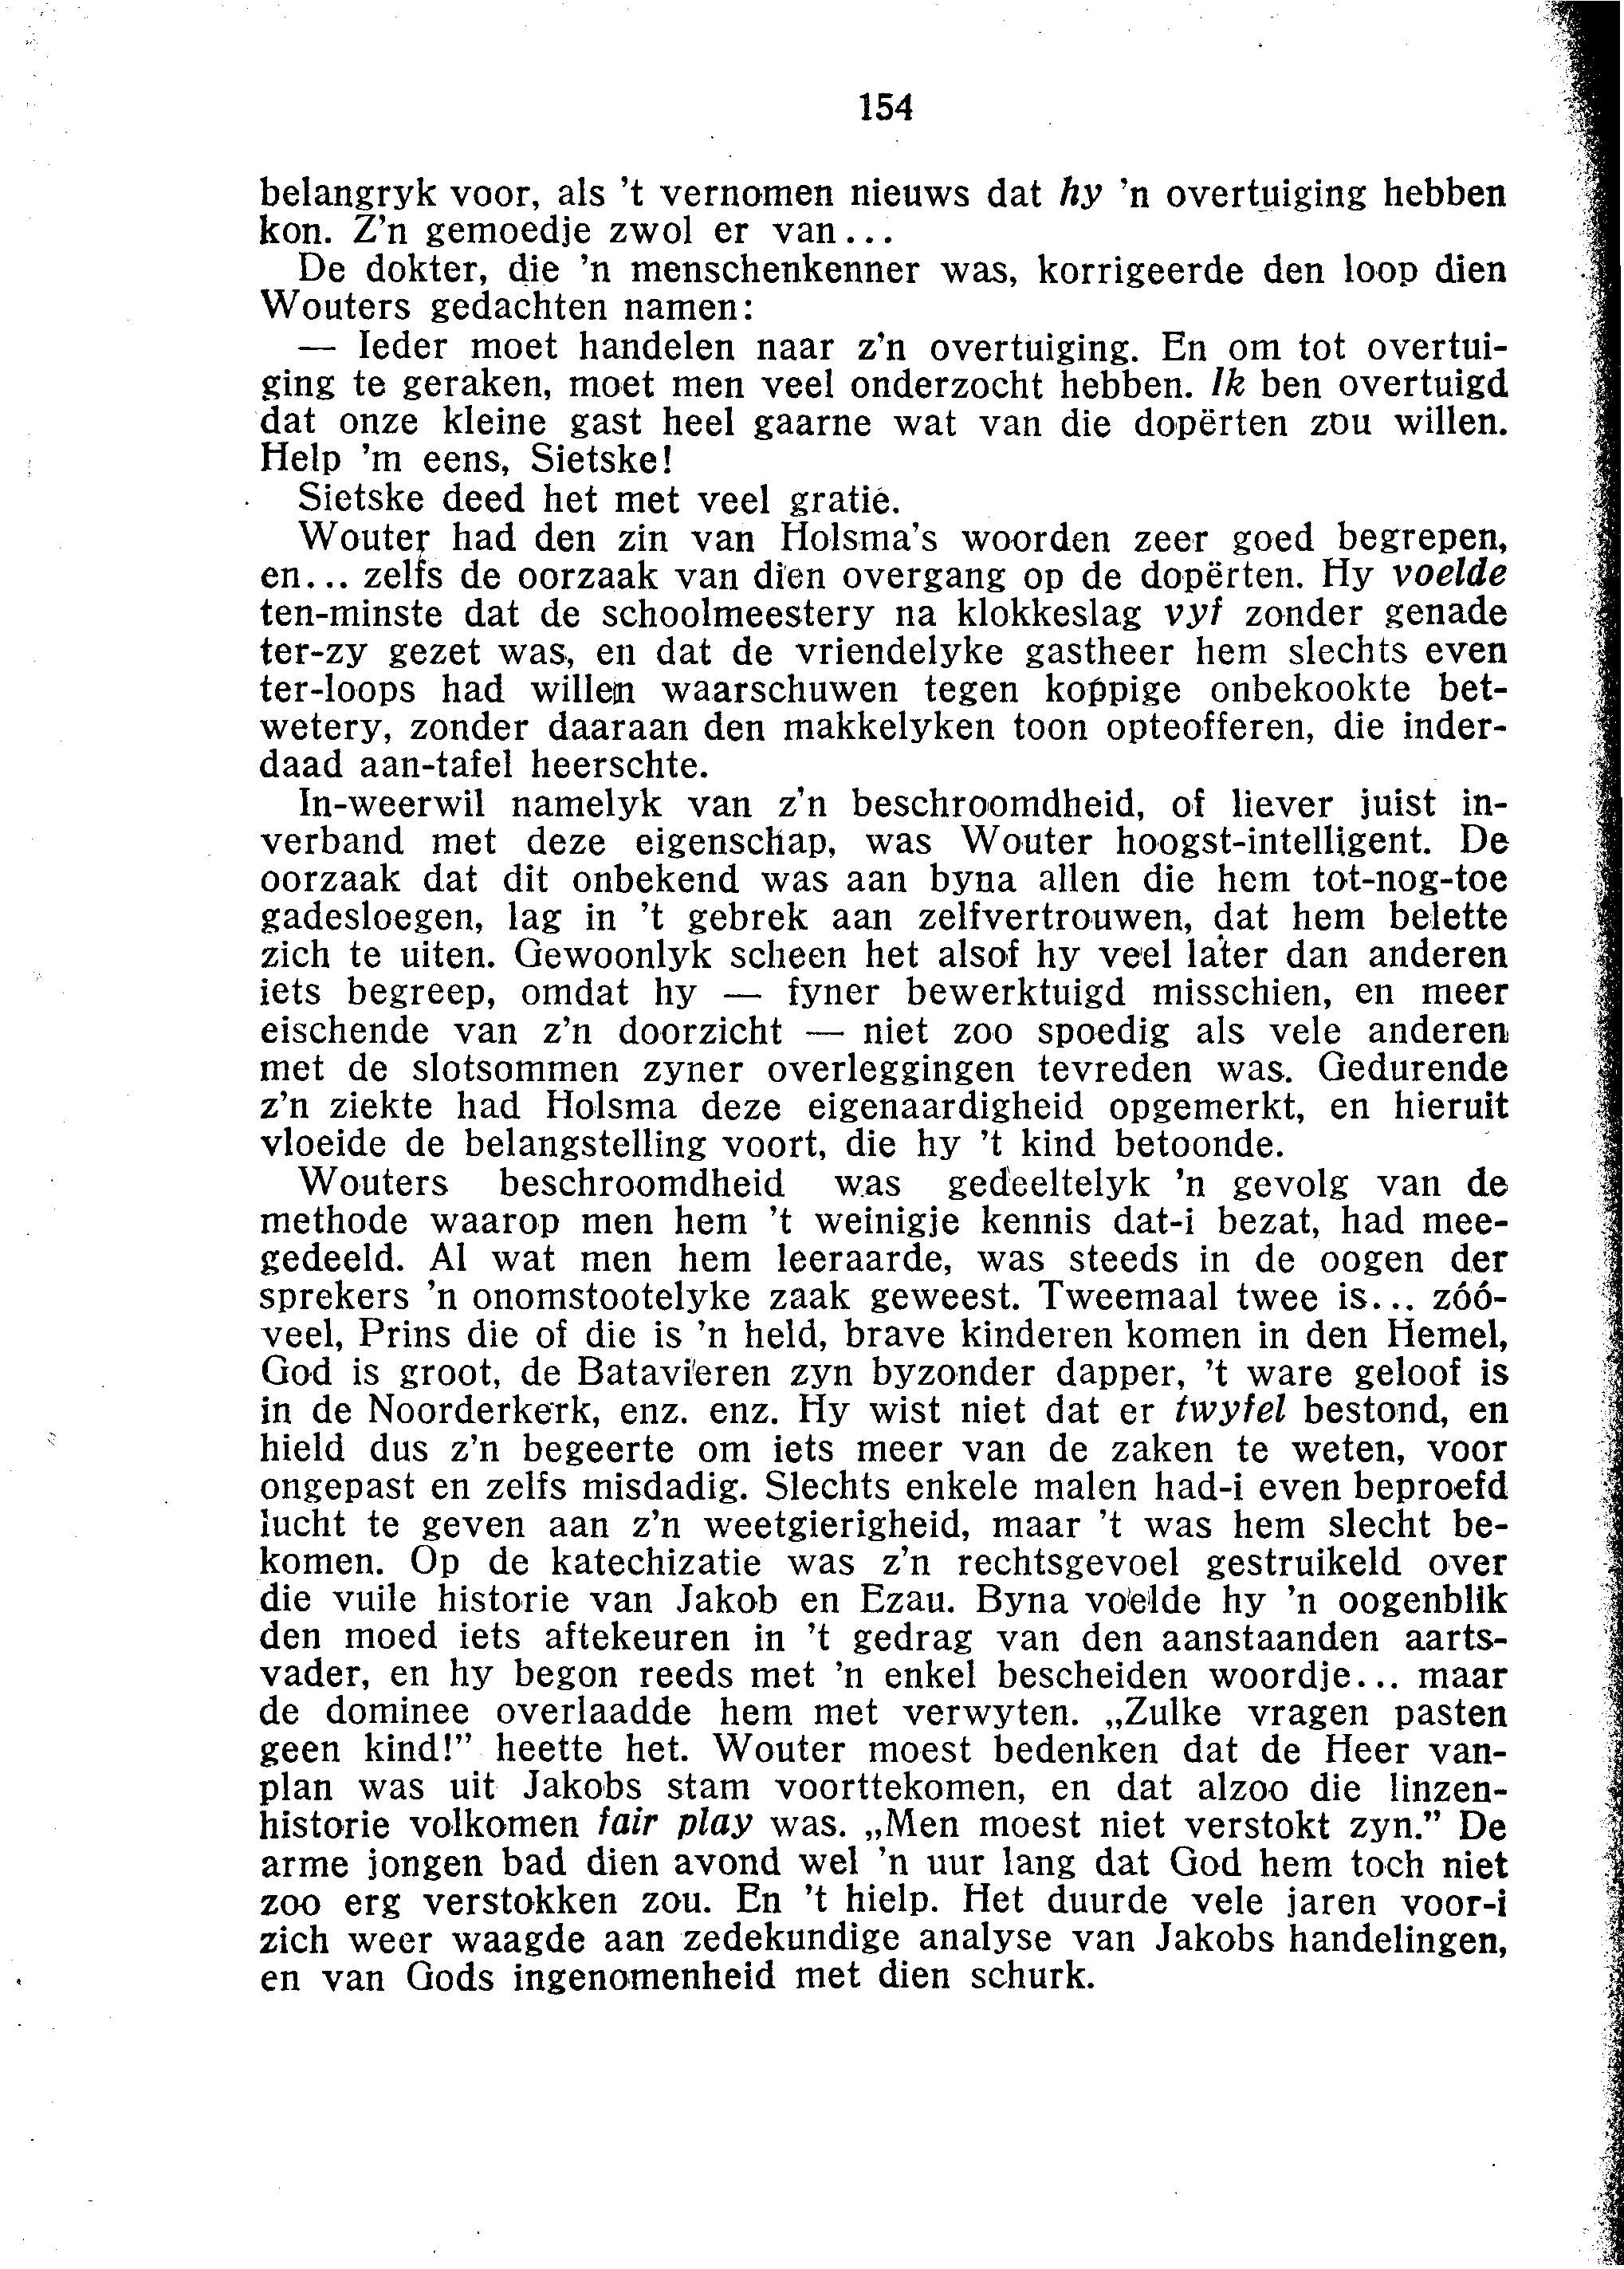 154
belangryk voor, als 't vernomen nieuws dat hy 'n overtuiging hebben
kon. Z'n gemoedje zwol er van...
De dokter, die 'n menschenkenner was, korrigeerde den loop dien
Wouters gedachten namen:
— Ieder moet handelen naar z'n overtuiging. En om tot overtui-
ging te geraken, moet men veel onderzocht hebben. Ik ben overtuigd
dat onze kleine gast heel gaarne wat van die dopërten zou willen.
Help 'm eens, Sietske!
Sietske deed het met veel gratie.
Wouter had den zin van Holsma's woorden zeer goed begrepen,
en... zelfs de oorzaak van dien overgang op de dopërten. Hy voelde
ten-minste dat de schoolmeestery na klokkeslag vyf zonder genade
ter-zy gezet was, en dat de vriendelyke gastheer hem slechts even
ter-loops had willen waarschuwen tegen koppige onbekookte bet-
wetery, zonder daaraan den makkelyken toon opteofferen, die inder-
daad aan-tafel heerschte.
In-weerwil namelyk van z'n beschroomdheid, of liever juist in-
verband met deze eigenschap, was Wouter hoogst-intelligent. De
oorzaak dat dit onbekend was aan byna allen die hem tot-nog-toe
gadesloegen, lag in 't gebrek aan zelfvertrouwen, dat hem belette
zich te uiten. Gewoonlyk scheen het alsof hy veel later dan anderen
iets begreep, omdat hy — fyner bewerktuigd misschien, en meer
eischende van z'n doorzicht — niet zoo spoedig als vele anderen
met de slotsommen zyner overleggingen tevreden was. Gedurende
z'n ziekte had Holsma deze eigenaardigheid opgemerkt, en hieruit
vloeide de belangstelling voort, die hy 't kind betoonde.
Wouters beschroomdheid was gedeeltelyk 'n gevolg van de
methode waarop men hem 't weinigje kennis dat-i bezat, had mee-
gedeeld. Al wat men hem leeraarde, was steeds in de oogen der
sprekers 'n onomstootelyke zaak geweest. Tweemaal twee is... zóó-
veel, Prins die of die is 'n held, brave kinderen komen in den Hemel,
God is groot, de Batavieren zyn byzonder dapper, 't ware geloof is
in de Noorderkerk, enz. enz. Hy wist niet dat er twyfel bestond, en
hield dus z'n begeerte om iets meer van de zaken te weten, voor
ongepast en zelfs misdadig. Slechts enkele malen had-i even beproefd
lucht te geven aan z'n weetgierigheid, maar 't was hem slecht be-
komen. Op de katechizatie was z'n rechtsgevoel gestruikeld over
die vuile historie van Jakob en Ezau. Byna voelde hy 'n oogenblik
den moed iets aftekeuren in 't gedrag van den aanstaanden aarts-
vader, en hy begon reeds met 'n enkel bescheiden woordje... maar
de dominee overlaadde hem met verwyten. „Zulke vragen pasten
geen kind!” heette het. Wouter moest bedenken dat de Heer van-
plan was uit Jakobs stam voorttekomen, en dat alzoo die linzen-
historie volkomen fair play was. „Men moest niet verstokt zyn.” De
arme jongen bad dien avond wel 'n uur lang dat God hem toch niet
zoo erg verstokken zou. En 't hielp. Het duurde vele jaren voor-i
zich weer waagde aan zedekundige analyse van Jakobs handelingen,
en van Gods ingenomenheid met dien schurk.